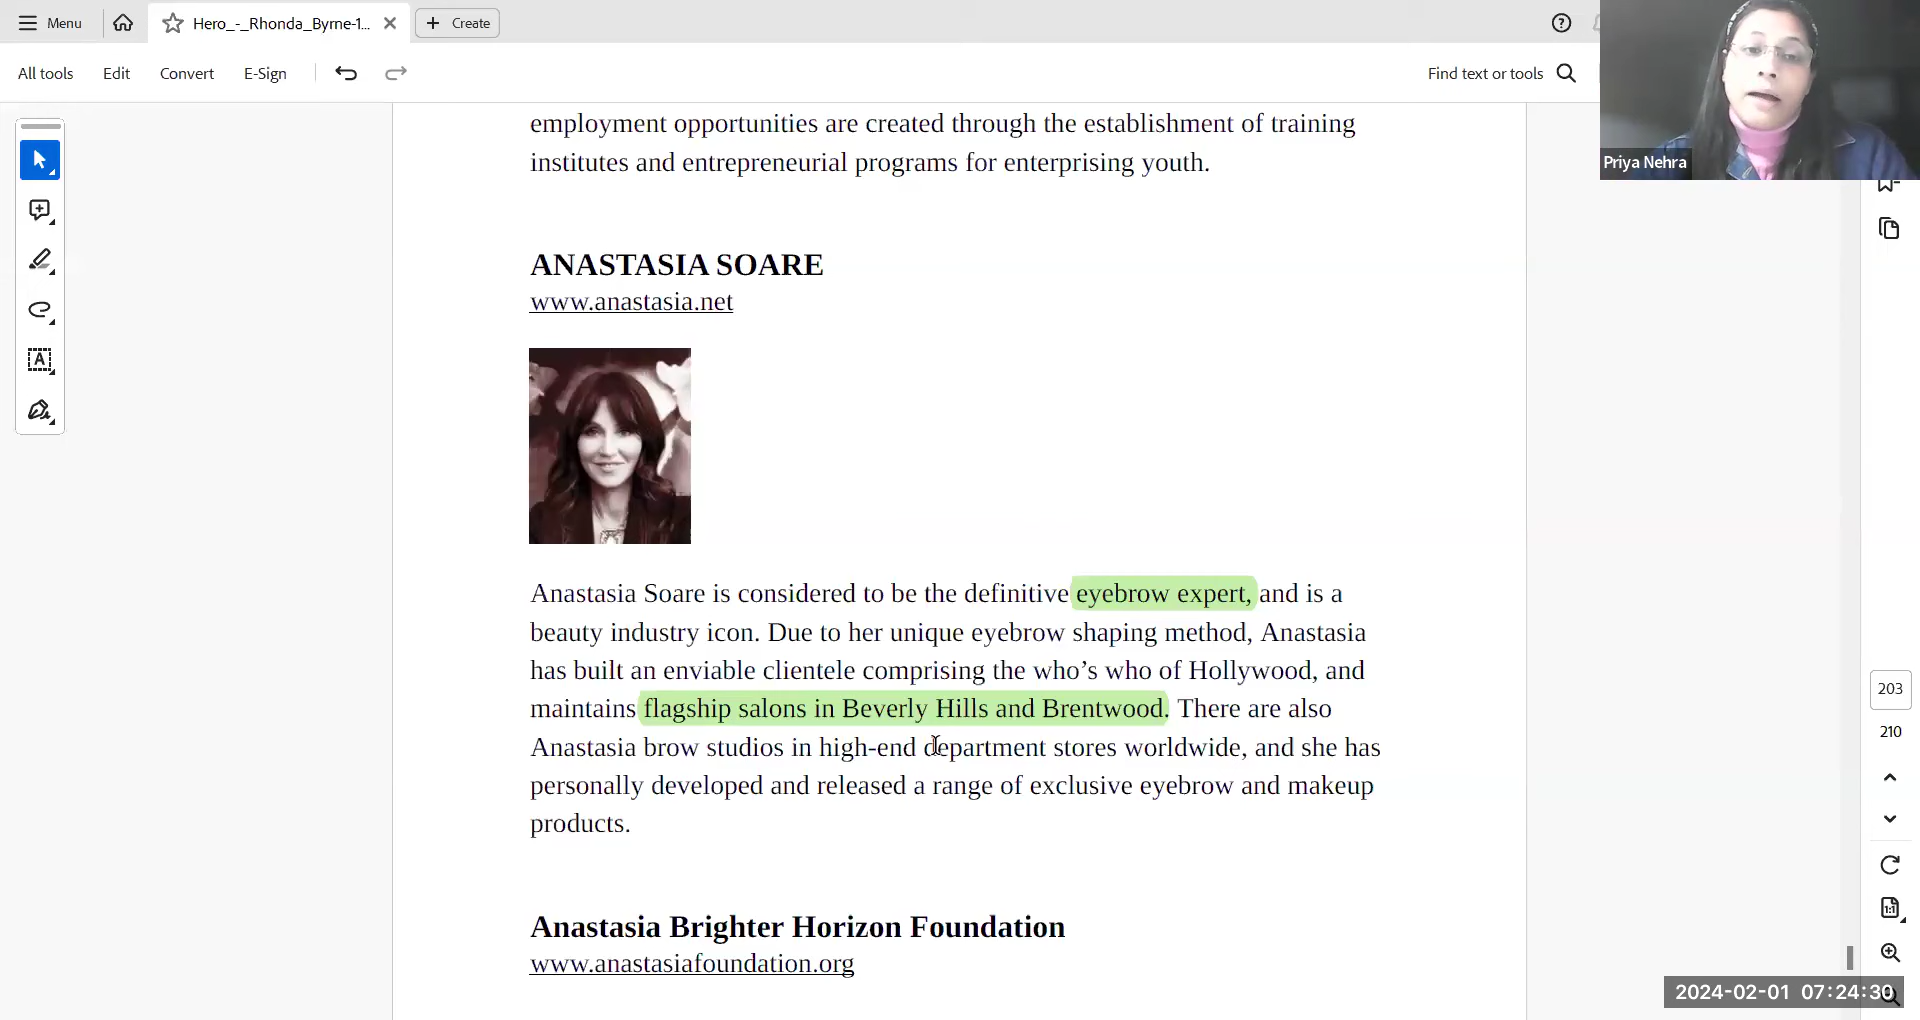 Menu
Hero_-_Rhonda_Byrne-1...
Create
All tools
Edit
Convert
E-Sign
Find text or tools
Priya Nehra
employment opportunities are created through the establishment of training
institutes and entrepreneurial programs for enterprising youth.
ANASTASIA SOARE
www.anastasia.net
Anastasia Soare is considered to be the definitive eyebrow expert, and is a
beauty industry icon. Due to her unique eyebrow shaping method, Anastasia
has built an enviable clientele comprising the who’s who of Hollywood, and
maintains flagship salons in Beverly Hills and Brentwood. There are also
Anastasia brow studios in high-end department stores worldwide, and she has
personally developed and released a range of exclusive eyebrow and makeup
products.
Anastasia Brighter Horizon Foundation
www.anastasiafoundation.org
203
210
2024-02-01 07:24:30